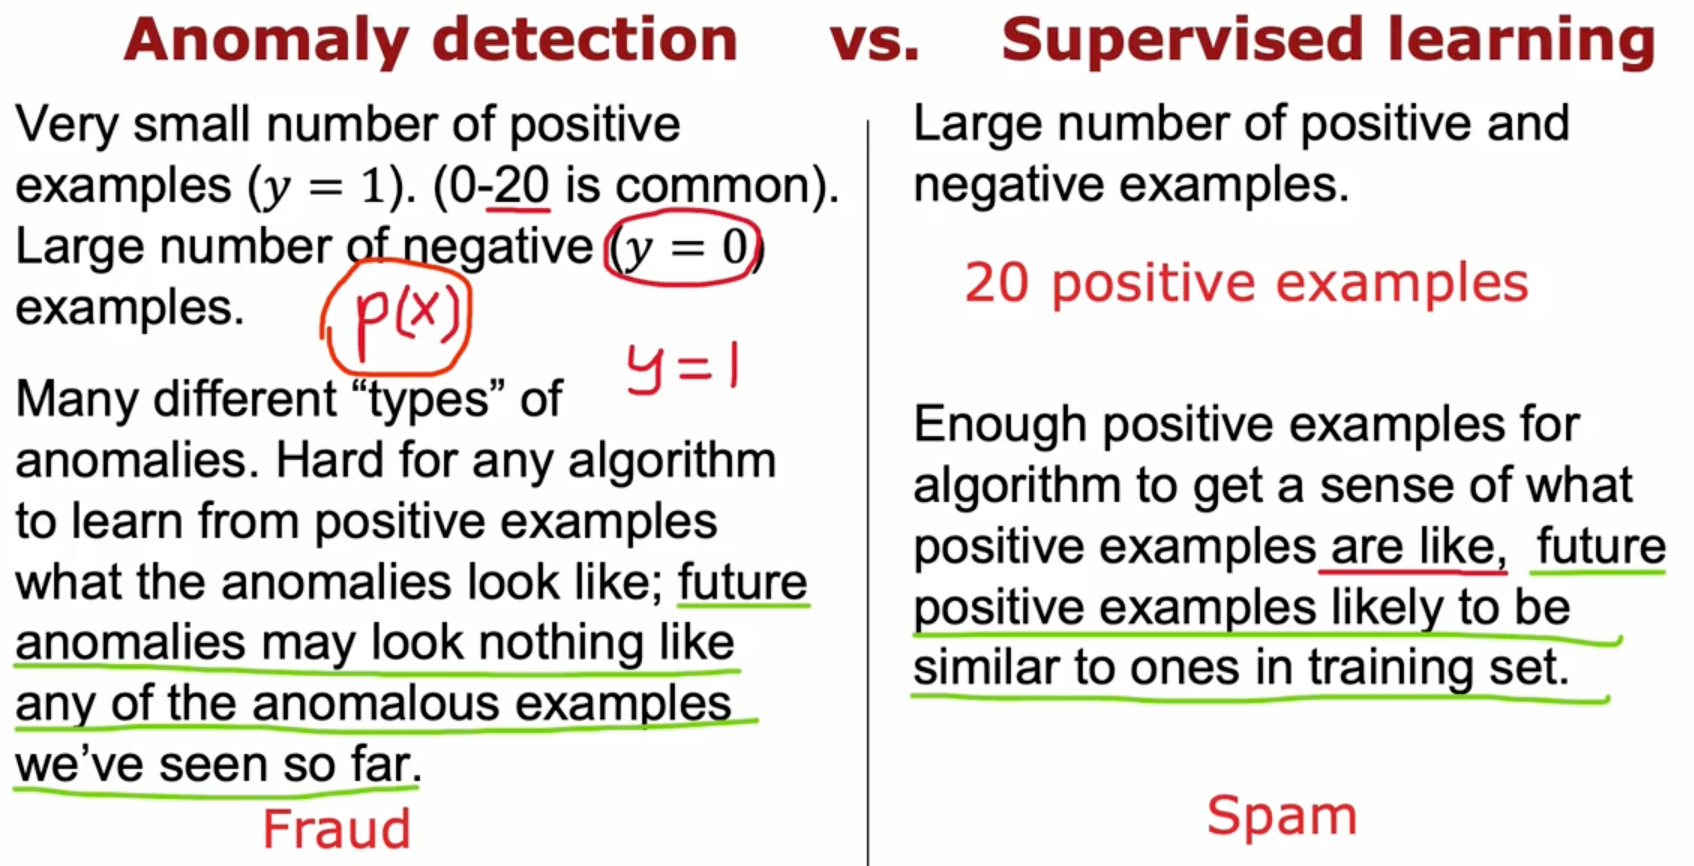 Anomaly detection vs. Supervised learning
Very small number of positive
examples (y = 1). (0-20 is common).
Large number of negative (y = 0)
examples.
p(x)
y=1
Many different “types” of
anomalies. Hard for any algorithm
to learn from positive examples
what the anomalies look like; future
anomalies may look nothing like
any of the anomalous examples
we’ve seen so far.
Fraud
Large number of positive and
negative examples.
20 positive examples
Enough positive examples for
algorithm to get a sense of what
positive examples are like, future
positive examples likely to be
similar to ones in training set.
Spam